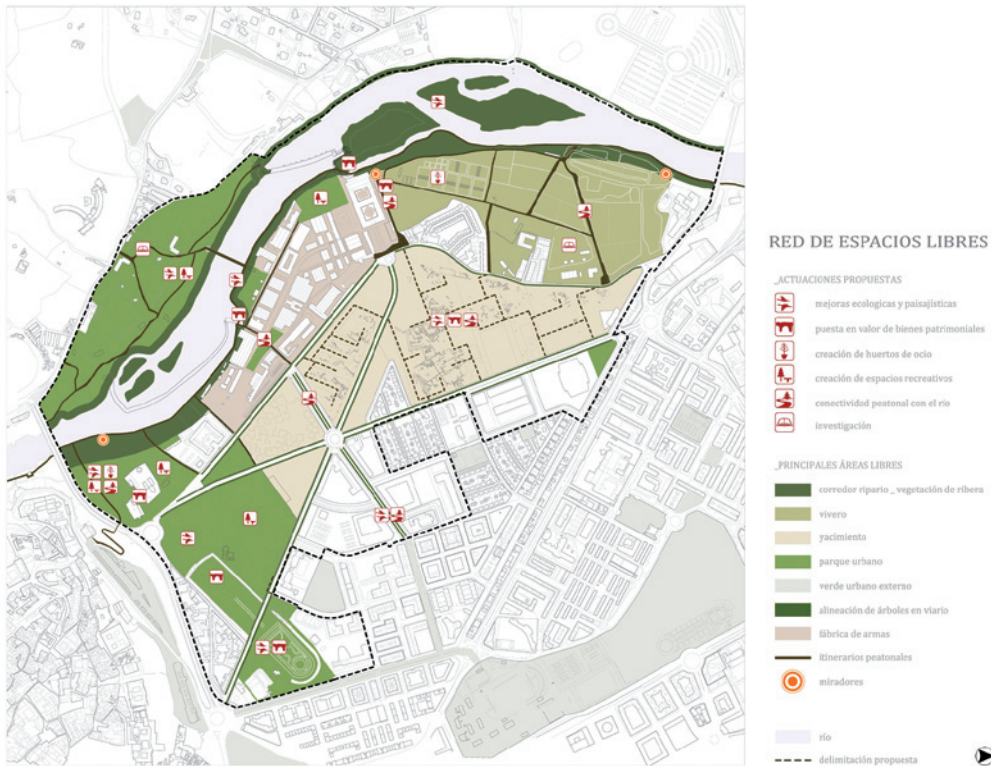 RED DE ESPACIOS LIBRES
_ACTUACIONES PROPUESTAS
mejoras ecologicas y paisajísticas
puesta en valor de bienes patrimoniales
creación de huertos de ocio
creación de espacios recreativos
conectividad peatonal con el río
investigación
_PRINCIPALES ÁREAS LIBRES
corredor ripario _ vegetación de ribera
vivero
yacimiento
parque urbano
verde urbano externo
alineación de árboles en viario
fábrica de armas
itinerarios peatonales
miradores
río
delimitación propuesta